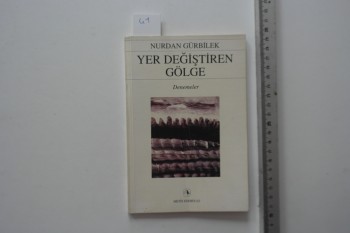 NURDAN GÜRBİLEK
YER DEĞİŞTİREN
GÖLGE
Denemeler